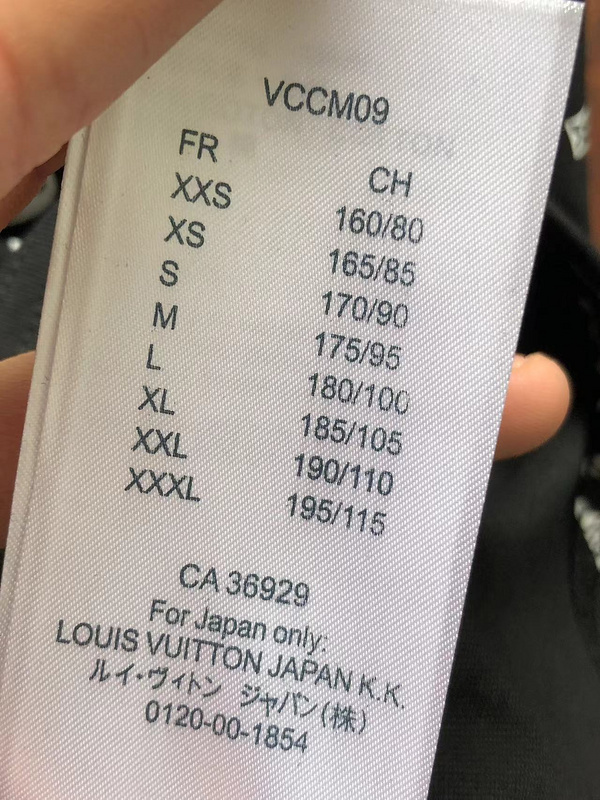 VCCM09
FR CH
XXS 160/80
XS 165/85
S 170/90
M 175/95
L 180/100
XL 185/105
XXL 190/110
XXXL 195/115
CA 36929
For Japan only:
LOUIS VUITTON JAPAN K.K.
ルイ・ヴィトン ジャパン(株)
0120-00-1854